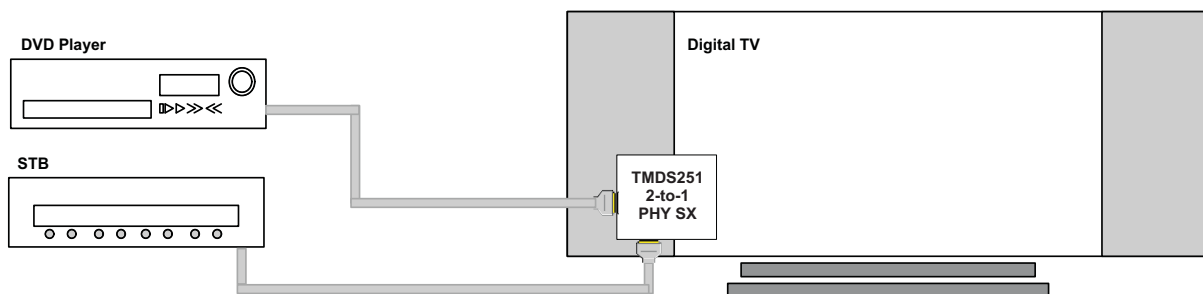 DVD Player
Digital TV
STB
TMDS251
2-to-1
PHY SX